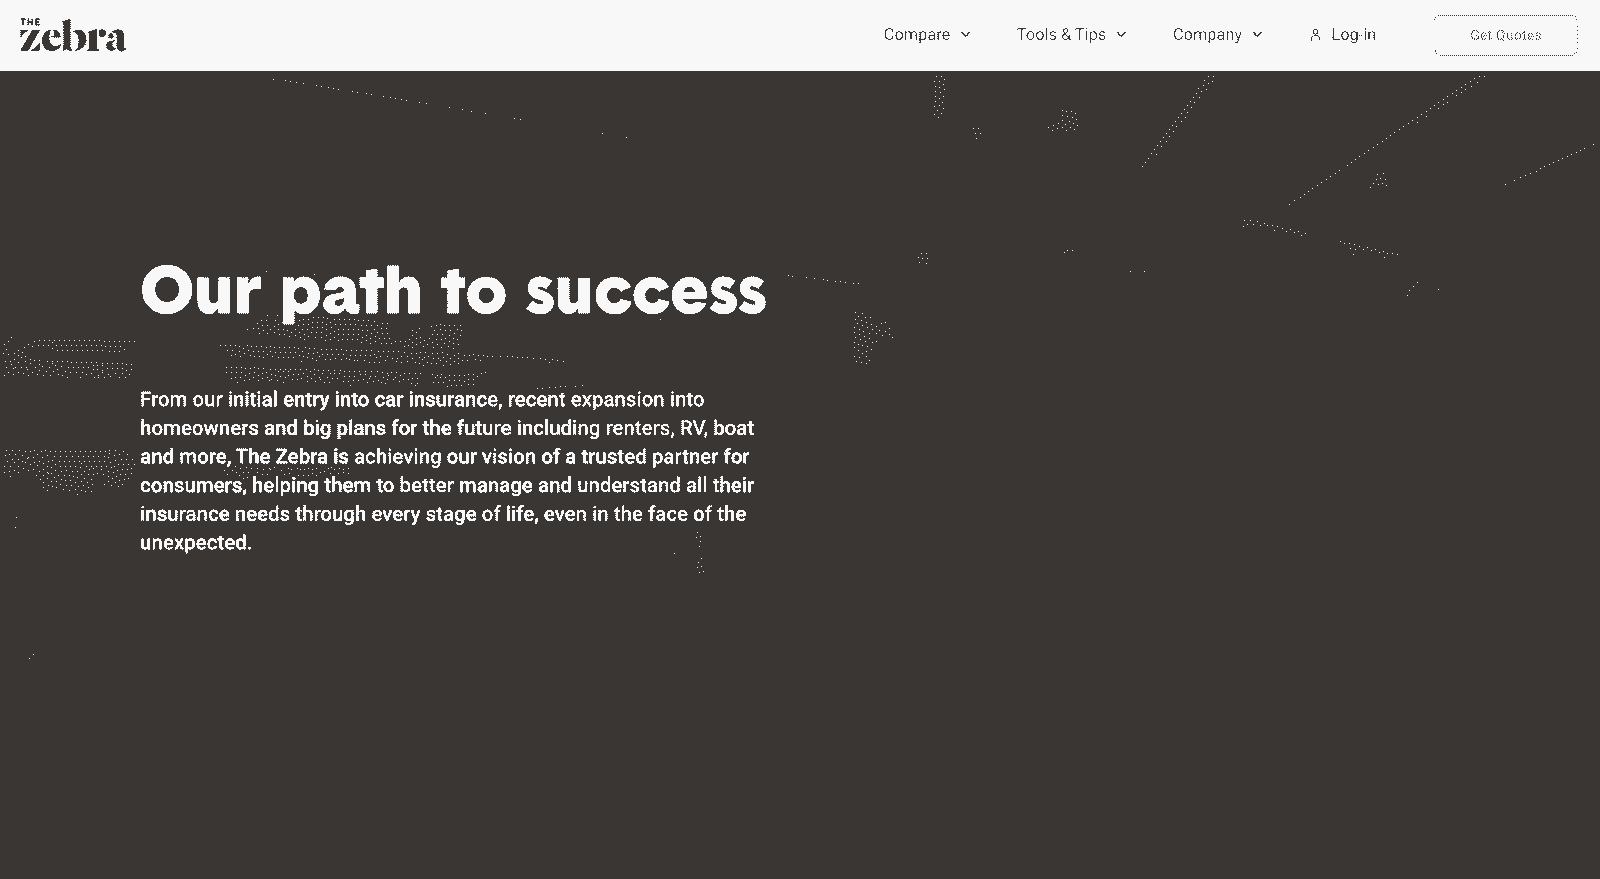 THE
zebra
Compare
Tools & Tips
Company
Log-in
Get Quotes
Our path to success
From our initial entry into car insurance, recent expansion into
homeowners and big plans for the future including renters, RV, boat
and more, The Zebra is achieving our vision of a trusted partner for
consumers, helping them to better manage and understand all their
insurance needs through every stage of life, even in the face of the
unexpected.